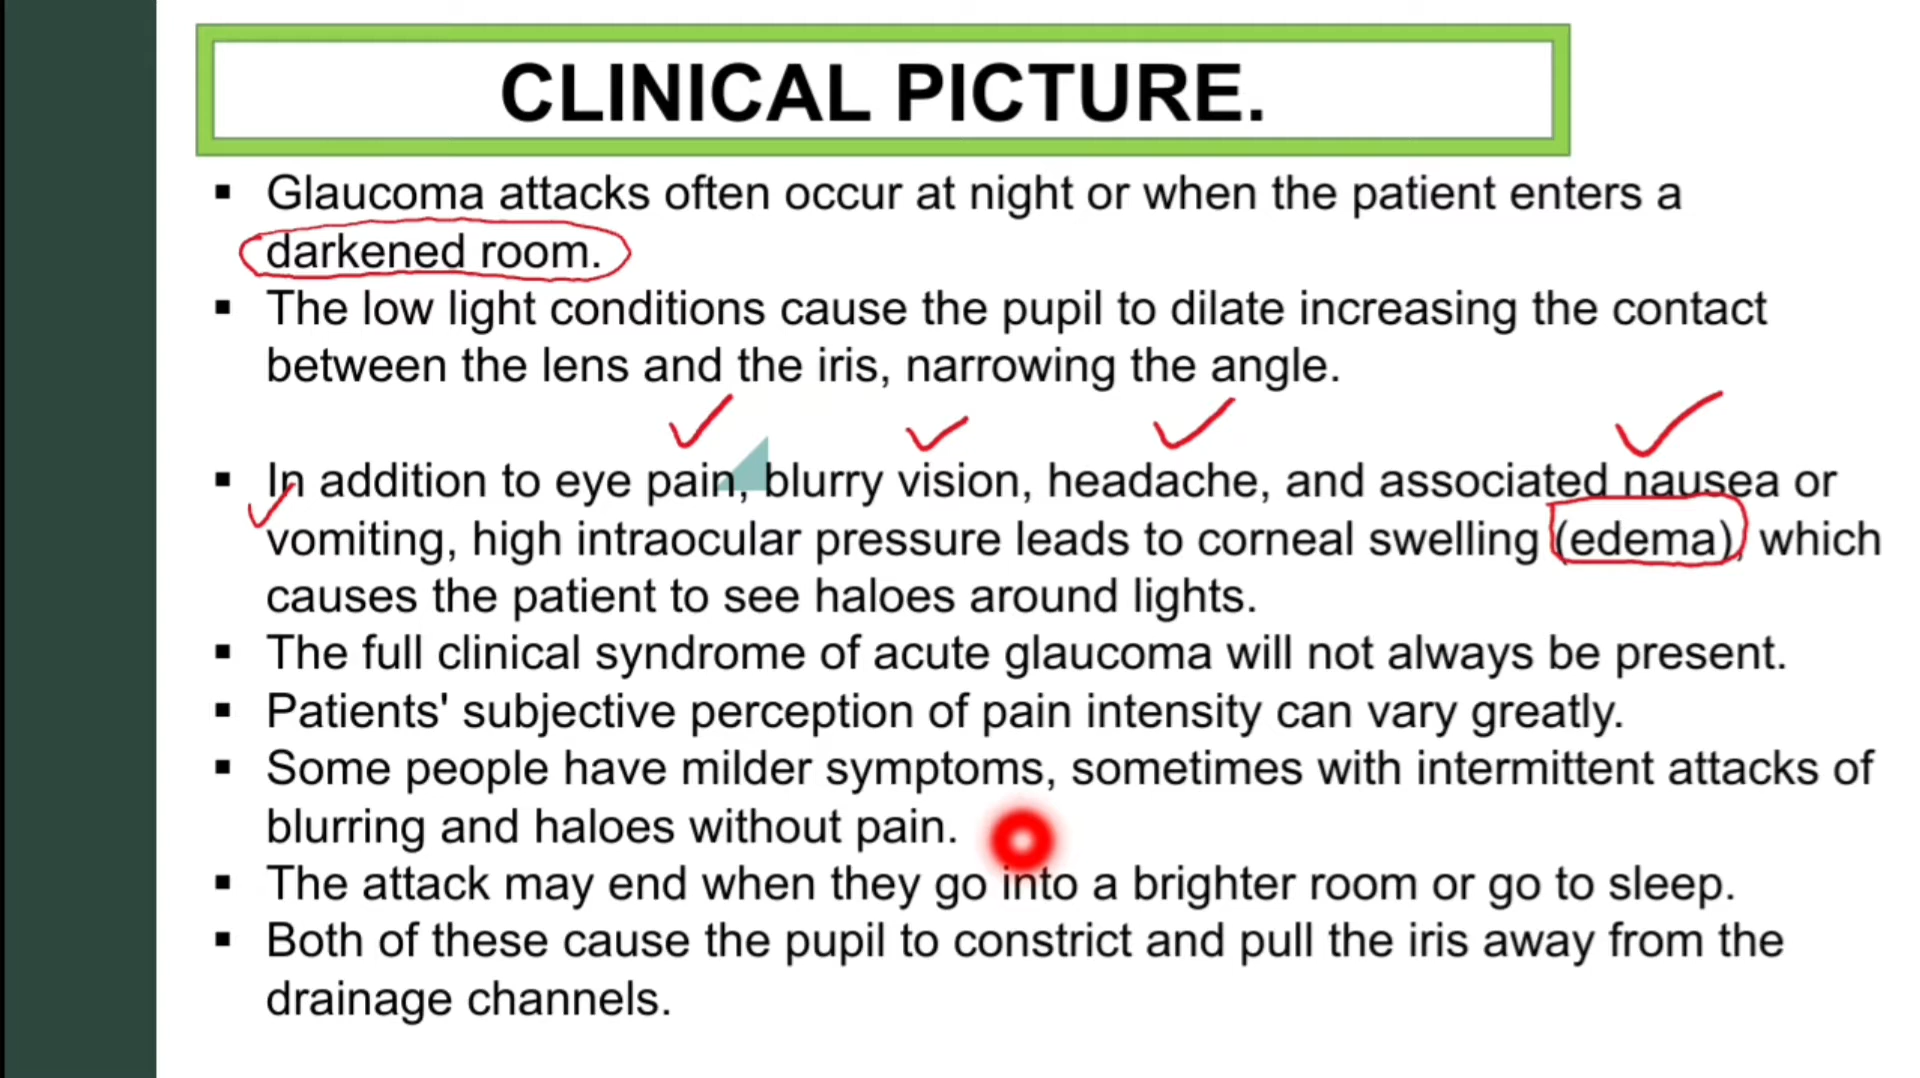 CLINICAL PICTURE.
▪ Glaucoma attacks often occur at night or when the patient enters a
darkened room.
▪ The low light conditions cause the pupil to dilate increasing the contact
between the lens and the iris, narrowing the angle.
▪ In addition to eye pain, blurry vision, headache, and associated nausea or
vomiting, high intraocular pressure leads to corneal swelling (edema), which
causes the patient to see haloes around lights.
▪ The full clinical syndrome of acute glaucoma will not always be present.
▪ Patients' subjective perception of pain intensity can vary greatly.
▪ Some people have milder symptoms, sometimes with intermittent attacks of
blurring and haloes without pain.
▪ The attack may end when they go into a brighter room or go to sleep.
▪ Both of these cause the pupil to constrict and pull the iris away from the
drainage channels.